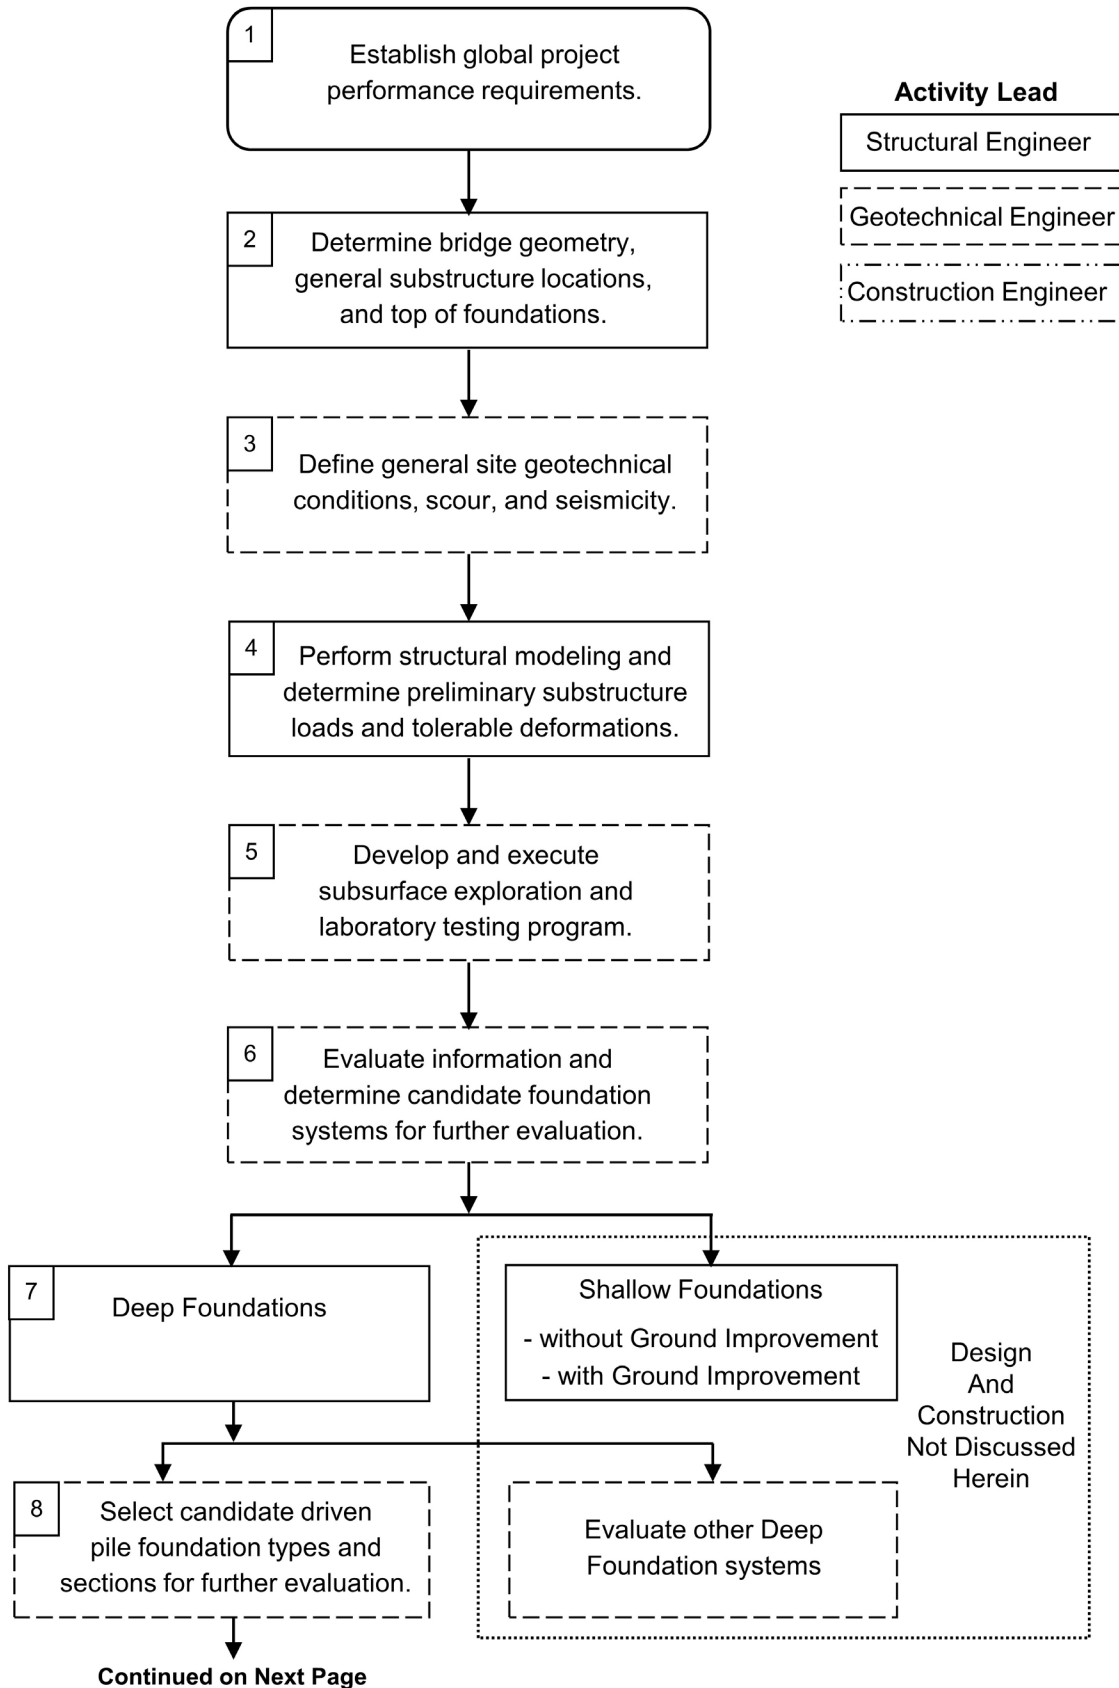 1
Establish global project
performance requirements.
Activity Lead
Structural Engineer
Geotechnical Engineer
Construction Engineer
2
Determine bridge geometry,
general substructure locations,
and top of foundations.
3
Define general site geotechnical
conditions, scour, and seismicity.
4
Perform structural modeling and
determine preliminary substructure
loads and tolerable deformations.
5
Develop and execute
subsurface exploration and
laboratory testing program.
6
Evaluate information and
determine candidate foundation
systems for further evaluation.
7
Deep Foundations
Shallow Foundations
- without Ground Improvement
- with Ground Improvement
Design
And
Construction
Not Discussed
Herein
8
Select candidate driven
pile foundation types and
sections for further evaluation.
Evaluate other Deep
Foundation systems
Continued on Next Page